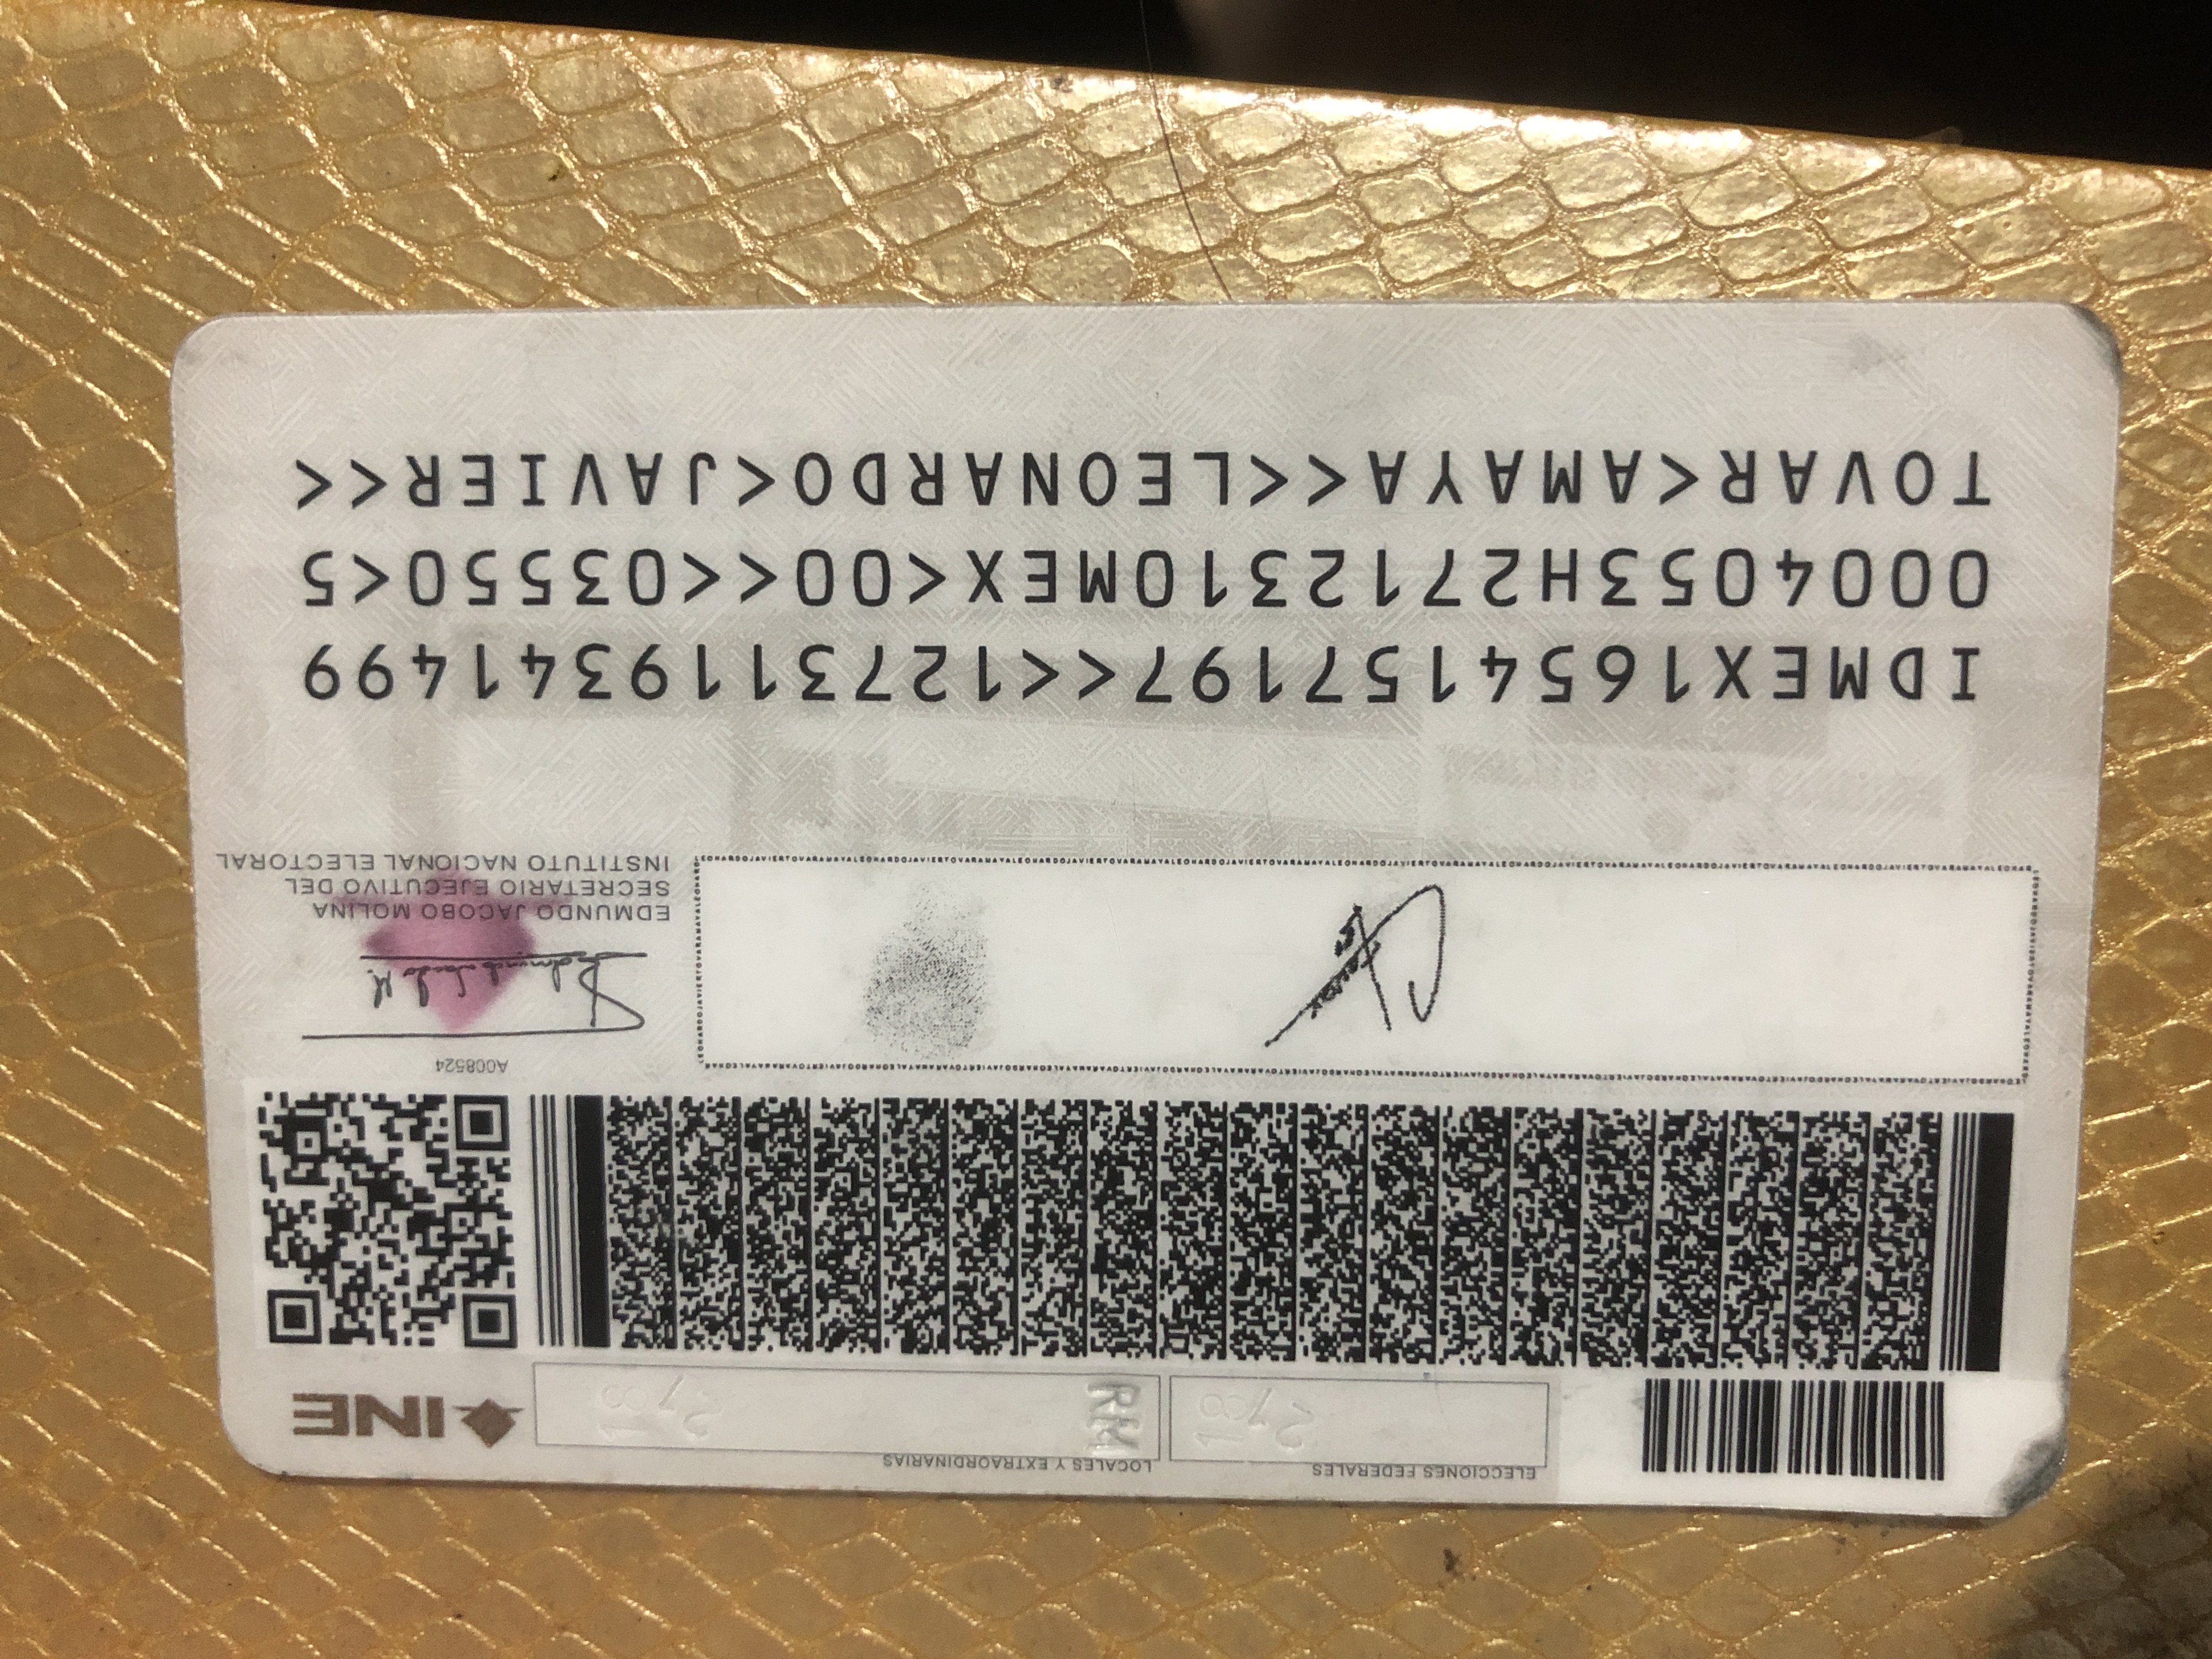 ELECCIONES FEDERALES
LOCALES Y EXTRAORDINARIAS
RM
INE
A008524
EDMUNDO JACOBO MOLINA
SECRETARIO EJECUTIVO DEL
INSTITUTO NACIONAL ELECTORAL
IDMEX1654157197<<1273119341499
0004053H2712310MEX<00<<03550<5
TOVAR<AMAYA<<LEONARDO<JAVIER<<